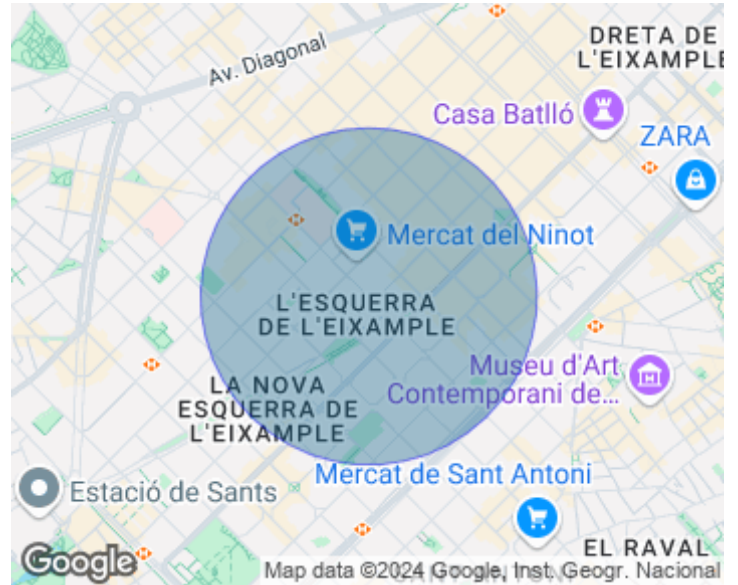 DRETA DE
L'EIXAMPLE
Av. Diagonal
Casa Batlló
ZARA
Mercat del Ninot
L'ESQUERRA
DE L'EIXAMPLE
Museu d'Art
Contemporani de...
LA NOVA
ESQUERRA DE
L'EIXAMPLE
Mercat de Sant Antoni
Estació de Sants
EL RAVAL
Google
Map data ©2024 Google, Inst. Geogr. Nacional